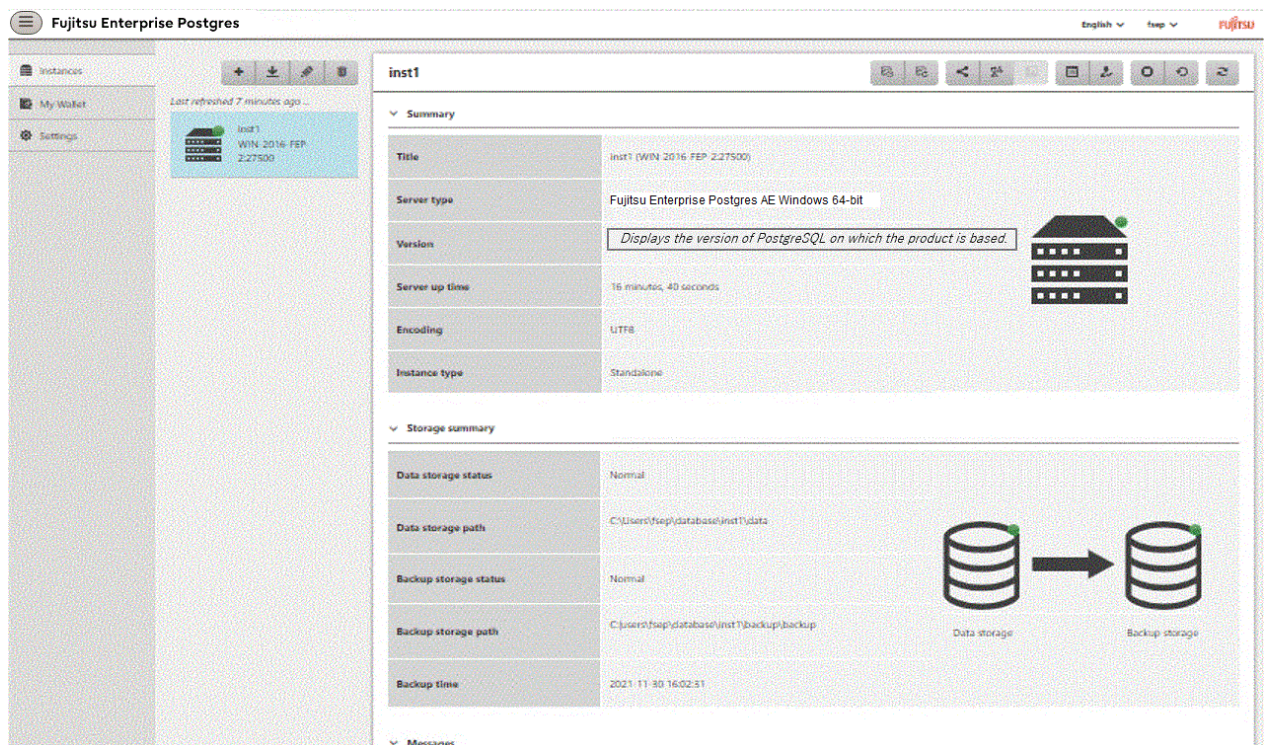 Fujitsu Enterprise Postgres
English
fsep
FUJITSU
Instances
My Wallet
Settings
Last refreshed 7 minutes ago ...
inst1
WIN-2016-FEP
2:27500
inst1
Summary
Title
inst1 (WIN-2016-FEP-2:27500)
Server type
Fujitsu Enterprise Postgres AE Windows 64-bit
Version
Displays the version of PostgreSQL on which the product is based.
Server up time
16 minutes, 40 seconds
Encoding
UTF8
Instance type
Standalone
Storage summary
Data storage status
Normal
Data storage path
C:\Users\fsep\database\inst1\data
Backup storage status
Normal
Backup storage path
C:\users\fsep\database\inst1\backup\backup
Backup time
2021-11-30 16:02:31
Data storage
Backup storage
Messages